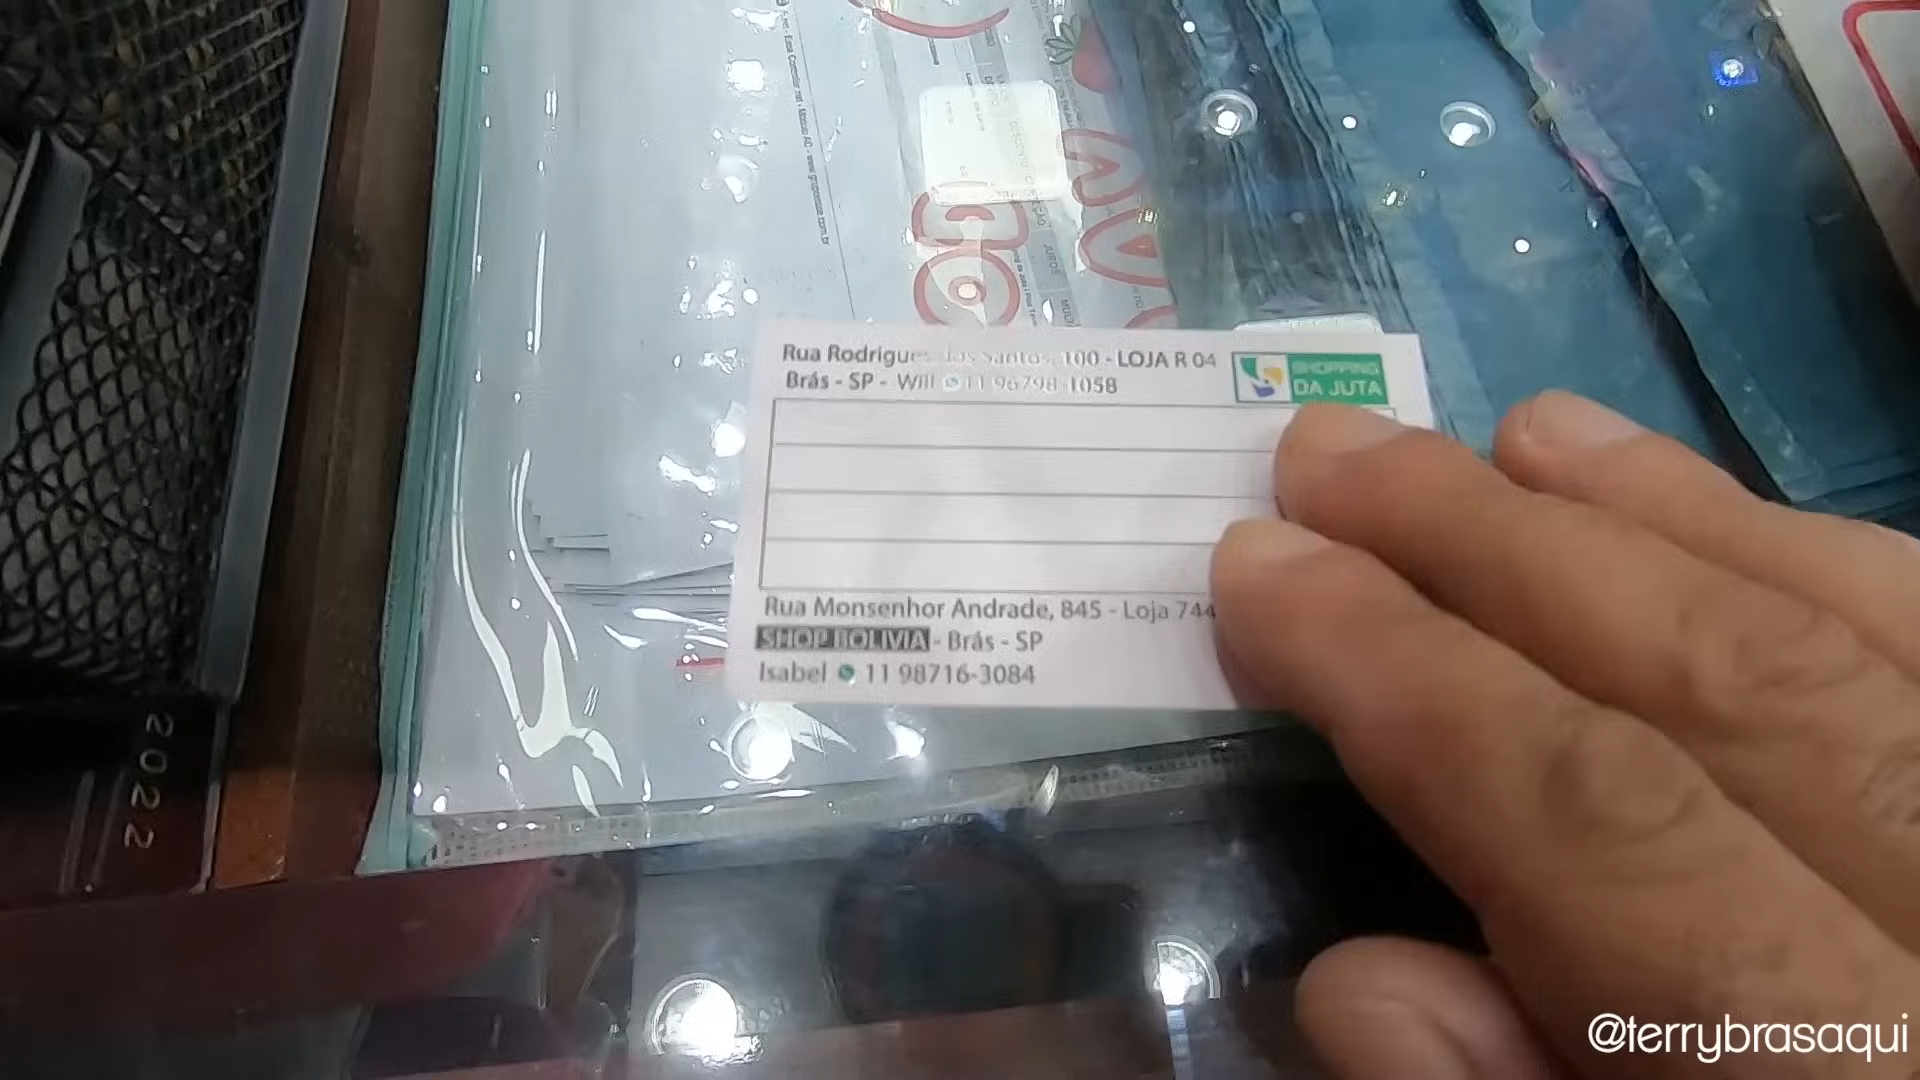 Rua Rodrigues dos Santos, 100 - LOJA R 04
Brás - SP - Will 11 96798-1058
SHOPPING
DA JUTA
Rua Monsenhor Andrade, 845 - Loja 744
SHOP BOLIVIA - Brás - SP
Isabel 11 98716-3084
2022
@terrybrasaqui